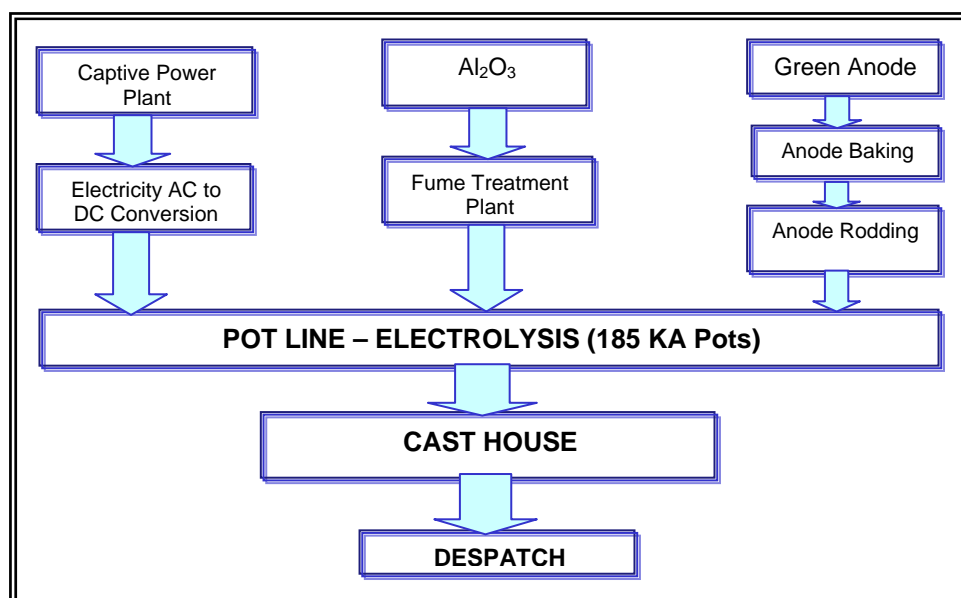 Captive Power
Plant
Al₂O₃
Green Anode
Anode Baking
Electricity AC to
DC Conversion
Fume Treatment
Plant
Anode Rodding
POT LINE – ELECTROLYSIS (185 KA Pots)
CAST HOUSE
DESPATCH